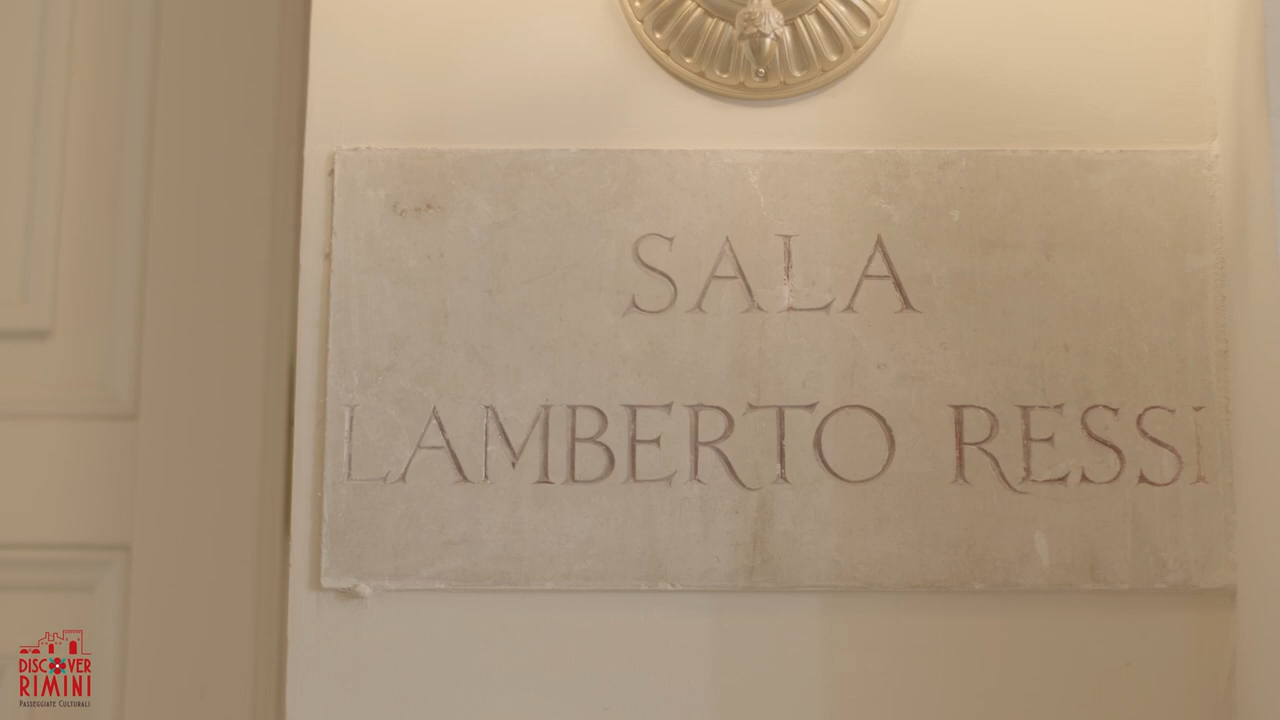 SALA
LAMBERTO RESSI
DISCOVER
RIMINI
PASSEGGIATE CULTURALI